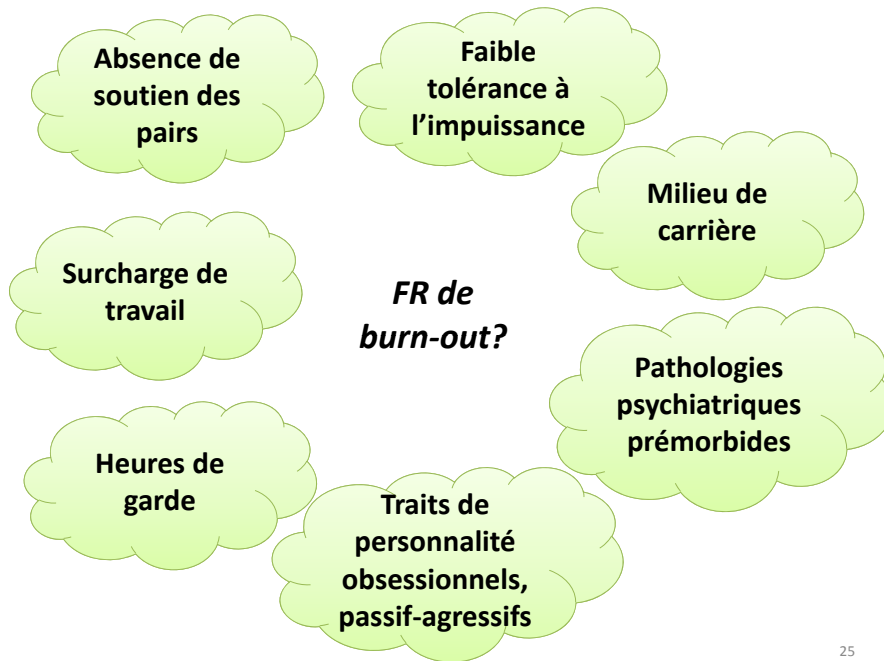 Absence de
soutien des
pairs
Faible
tolérance à
l’impuissance
Milieu de
carrière
Surcharge de
travail
FR de
burn-out?
Pathologies
psychiatriques
prémorbides
Heures de
garde
Traits de
personnalité
obsessionnels,
passif-agressifs
25